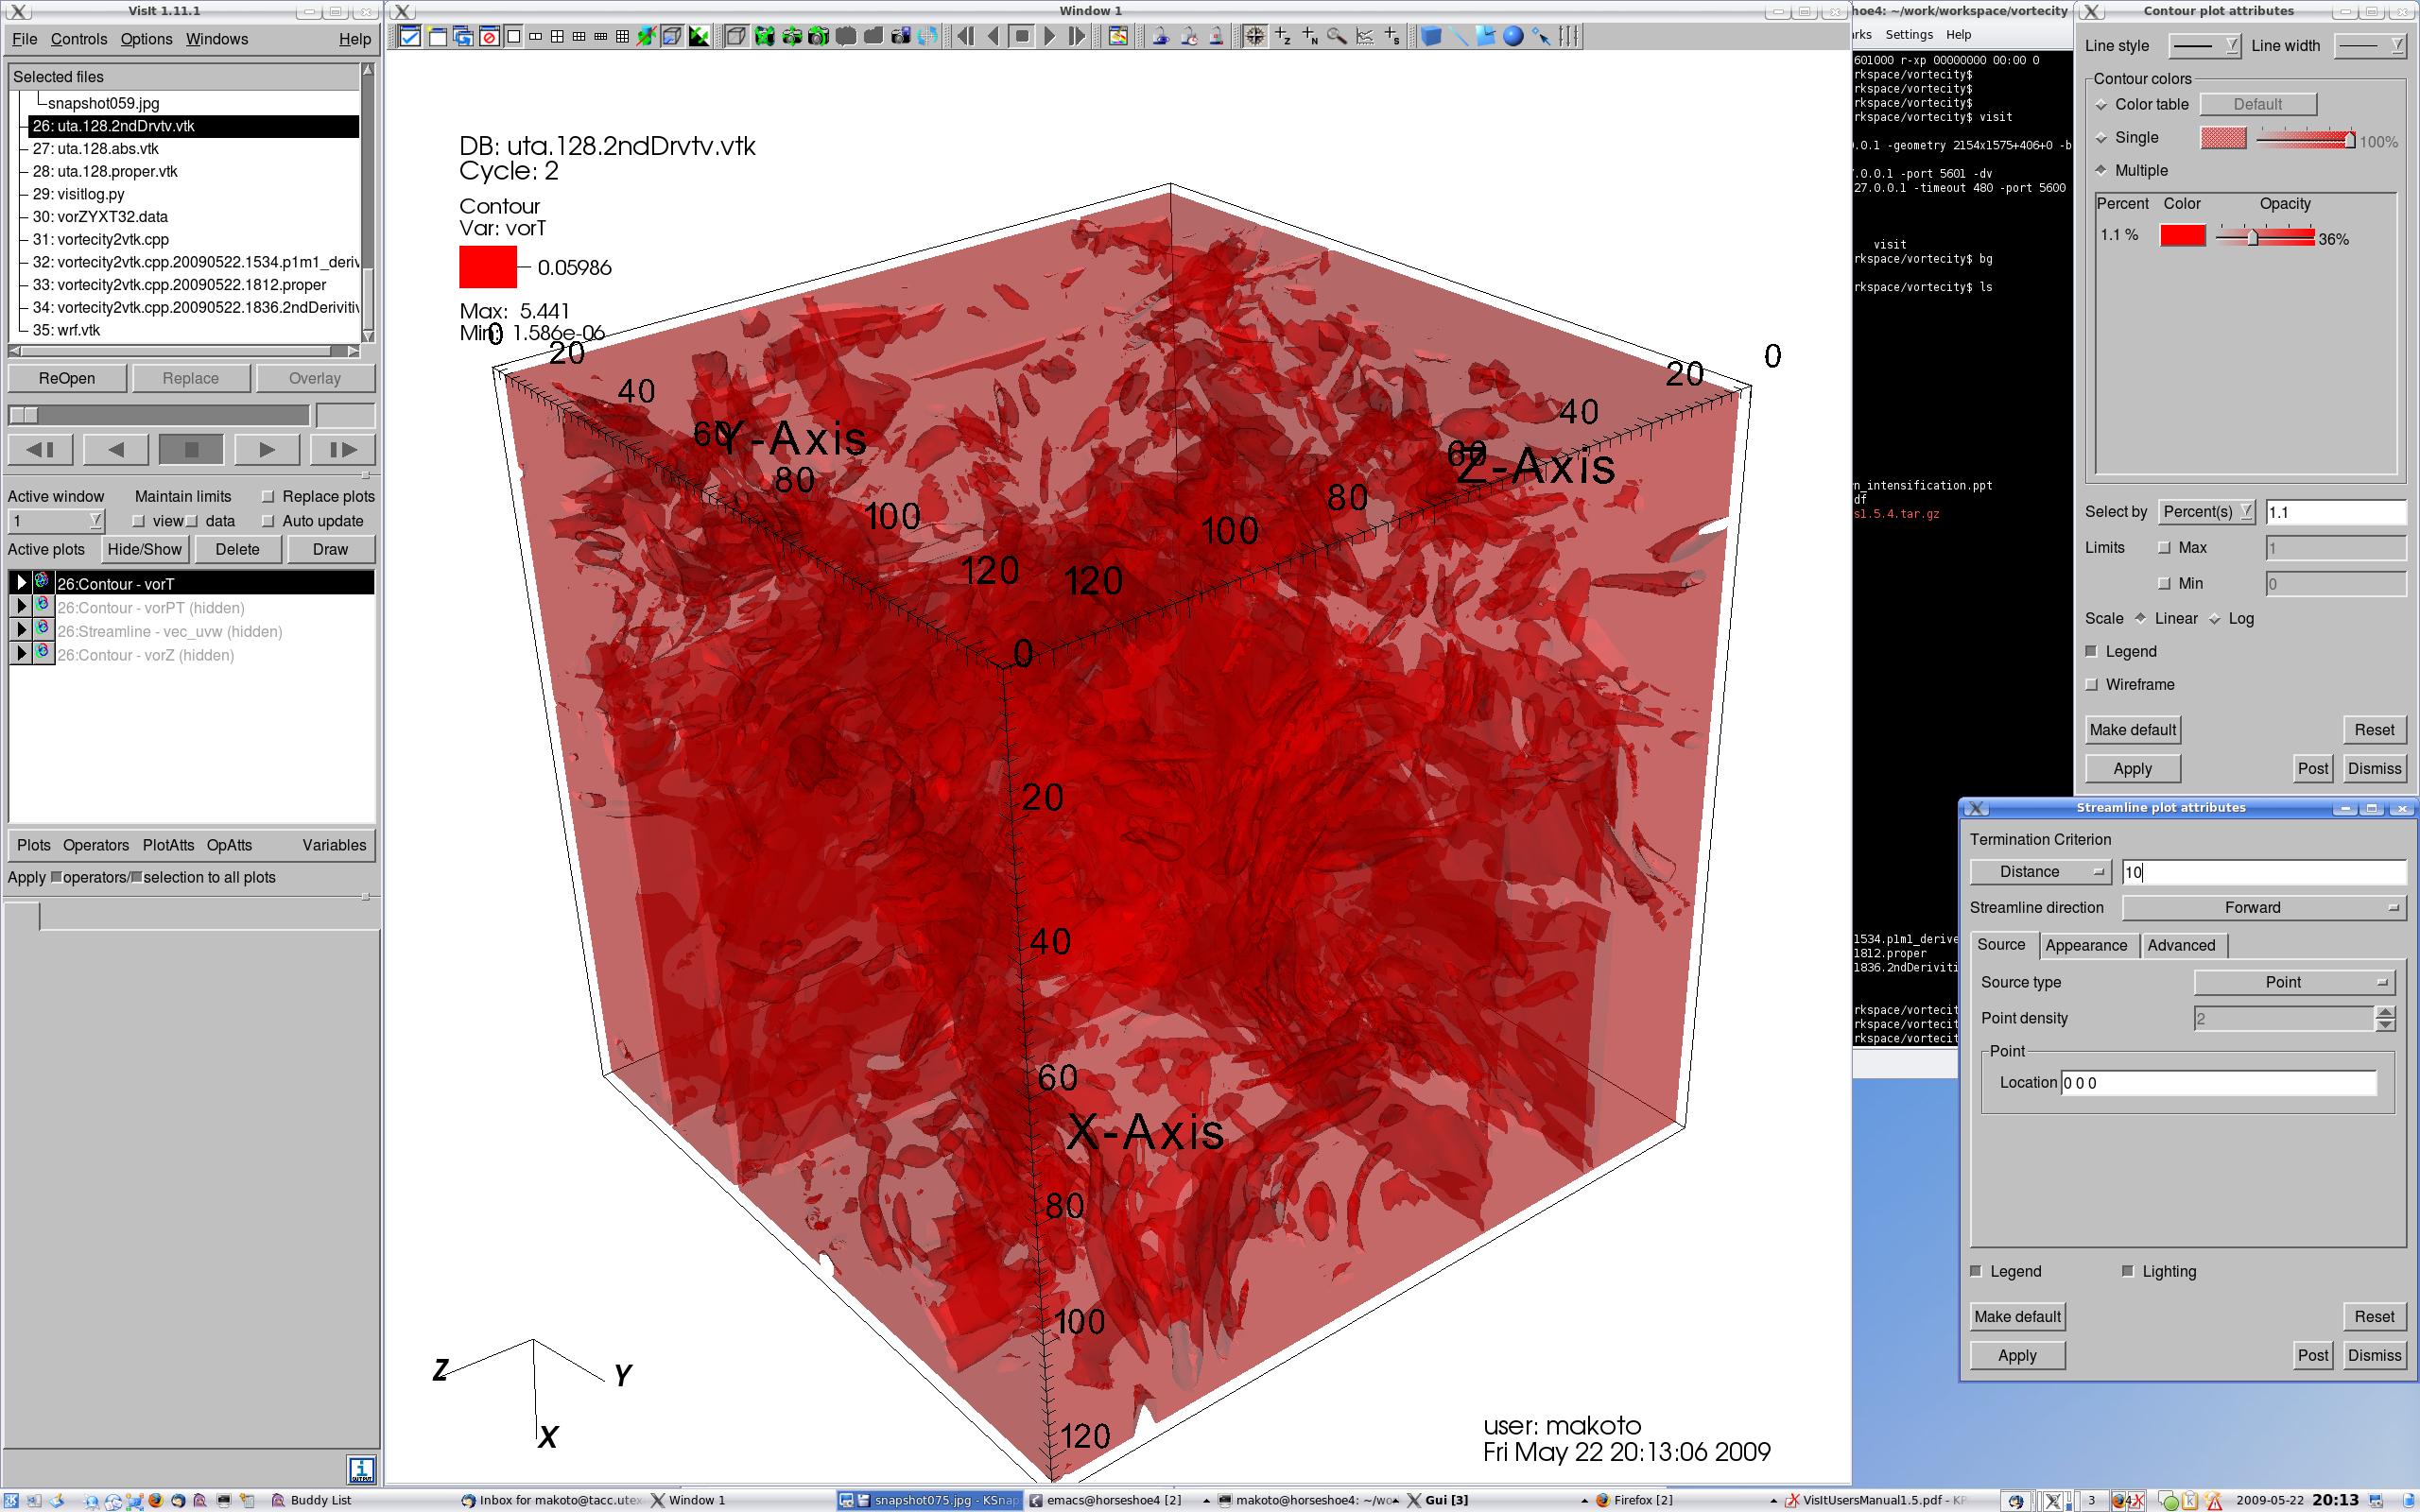 VisIt 1.11.1
File Controls Options Windows Help
Selected files
snapshot059.jpg
26: uta.128.2ndDrvtv.vtk
27: uta.128.abs.vtk
28: uta.128.proper.vtk
29: visitlog.py
30: vorZYXT32.data
31: vortecity2vtk.cpp
32: vortecity2vtk.cpp.20090522.1534.p1m1_deriv
33: vortecity2vtk.cpp.20090522.1812.proper
34: vortecity2vtk.cpp.20090522.1836.2ndDerivitiv
35: wrf.vtk
ReOpen Replace Overlay
Active window Maintain limits Replace plots
1 view data Auto update
Active plots Hide/Show Delete Draw
26:Contour - vorT
26:Contour - vorPT (hidden)
26:Streamline - vec_uvw (hidden)
26:Contour - vorZ (hidden)
Plots Operators PlotAtts OpAtts Variables
Apply operators/ selection to all plots
Window 1
DB: uta.128.2ndDrvtv.vtk
Cycle: 2
Contour
Var: vorT
0.05986
Max: 5.441
Min: 1.586e-06
0 20 40 60 80 100 120
Y-Axis
0 20 40 60 80 100 120
Z-Axis
0
20
40
60
X-Axis
80
100
120
Z Y
X
user: makoto
Fri May 22 20:13:06 2009
hoe4: ~/work/workspace/vortecity
rks Settings Help
601000 r-xp 00000000 00:00 0
rkspace/vortecity$
rkspace/vortecity$
rkspace/vortecity$
rkspace/vortecity$ visit
.0.1 -geometry 2154x1575+406+0 -b
.0.0.1 -port 5601 -dv
27.0.0.1 -timeout 480 -port 5600
visit
rkspace/vortecity$ bg
rkspace/vortecity$ ls
n_intensification.ppt
df
s1.5.4.tar.gz
1534.p1m1_derive
1812.proper
1836.2ndDeriviti
rkspace/vortecit
rkspace/vortecit
rkspace/vortecit
Contour plot attributes
Line style Line width
Contour colors
Color table Default
Single 100%
Multiple
Percent Color Opacity
1.1 % 36%
Select by Percent(s) 1.1
Limits Max 1
Min 0
Scale Linear Log
Legend
Wireframe
Make default Reset
Apply Post Dismiss
Streamline plot attributes
Termination Criterion
Distance 10
Streamline direction Forward
Source Appearance Advanced
Source type Point
Point density 2
Point
Location 0 0 0
Legend Lighting
Make default Reset
Apply Post Dismiss
Buddy List Inbox for makoto@tacc.utex Window 1 snapshot075.jpg - KSnap emacs@horseshoe4 [2] makoto@horseshoe4: ~/wo Gui [3] Firefox [2] VisItUsersManual1.5.pdf - KP 3 2009-05-22 20:13